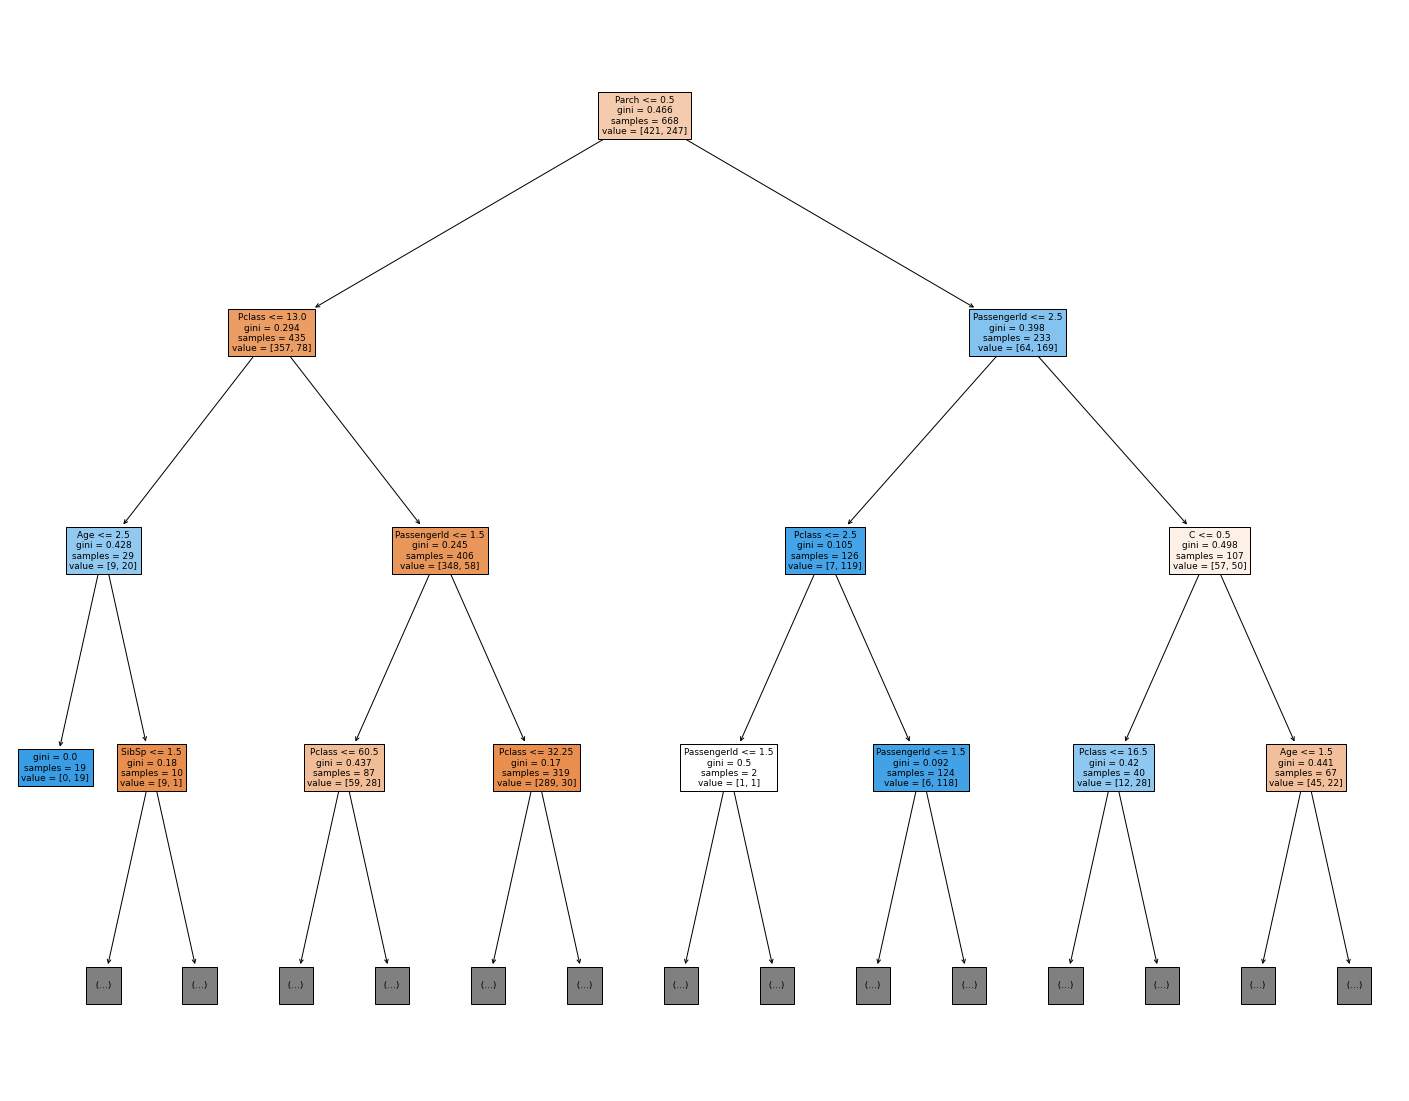 Parch <= 0.5
gini = 0.466
samples = 668
value = [421, 247]
Pclass <= 13.0
gini = 0.294
samples = 435
value = [357, 78]
PassengerId <= 2.5
gini = 0.398
samples = 233
value = [64, 169]
Age <= 2.5
gini = 0.428
samples = 29
value = [9, 20]
PassengerId <= 1.5
gini = 0.245
samples = 406
value = [348, 58]
Pclass <= 2.5
gini = 0.105
samples = 126
value = [7, 119]
C <= 0.5
gini = 0.498
samples = 107
value = [57, 50]
gini = 0.0
samples = 19
value = [0, 19]
SibSp <= 1.5
gini = 0.18
samples = 10
value = [9, 1]
Pclass <= 60.5
gini = 0.437
samples = 87
value = [59, 28]
Pclass <= 32.25
gini = 0.17
samples = 319
value = [289, 30]
PassengerId <= 1.5
gini = 0.5
samples = 2
value = [1, 1]
PassengerId <= 1.5
gini = 0.092
samples = 124
value = [6, 118]
Pclass <= 16.5
gini = 0.42
samples = 40
value = [12, 28]
Age <= 1.5
gini = 0.441
samples = 67
value = [45, 22]
(...)
(...)
(...)
(...)
(...)
(...)
(...)
(...)
(...)
(...)
(...)
(...)
(...)
(...)